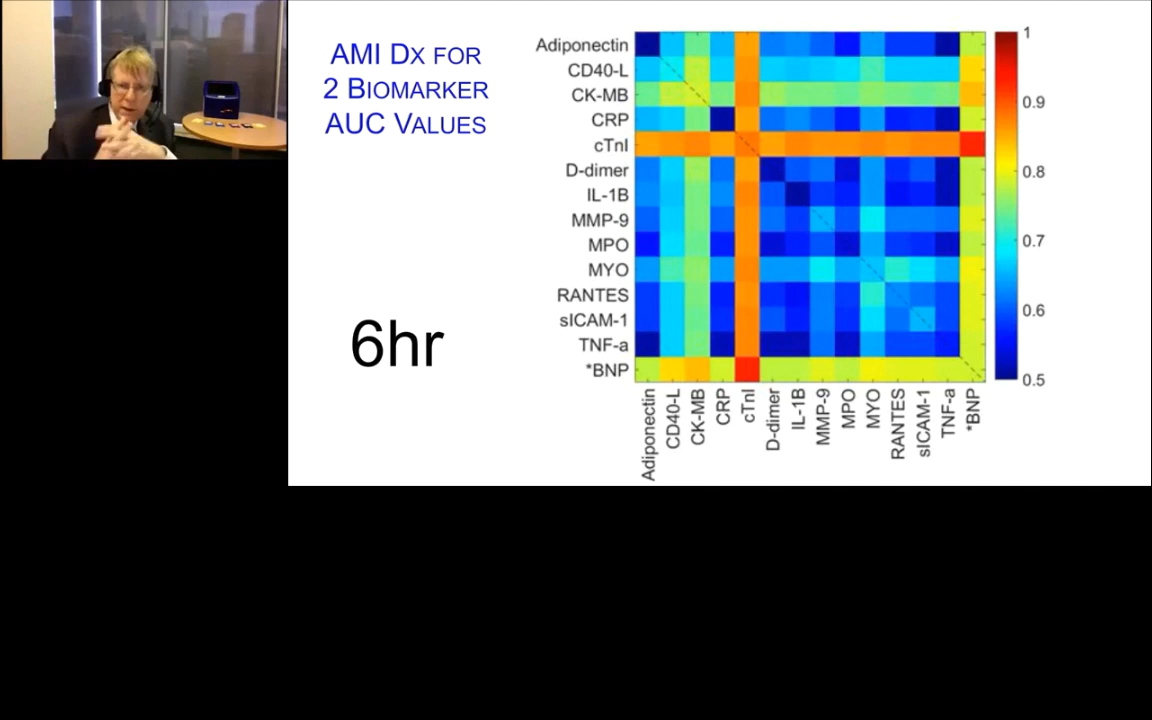 AMI DX FOR
2 BIOMARKER
AUC VALUES
6hr
Adiponectin
CD40-L
CK-MB
CRP
cTnI
D-dimer
IL-1B
MMP-9
MPO
MYO
RANTES
sICAM-1
TNF-a
*BNP
Adiponectin
CD40-L
CK-MB
CRP
cTnI
D-dimer
IL-1B
MMP-9
MPO
MYO
RANTES
sICAM-1
TNF-a
*BNP
1
0.9
0.8
0.7
0.6
0.5